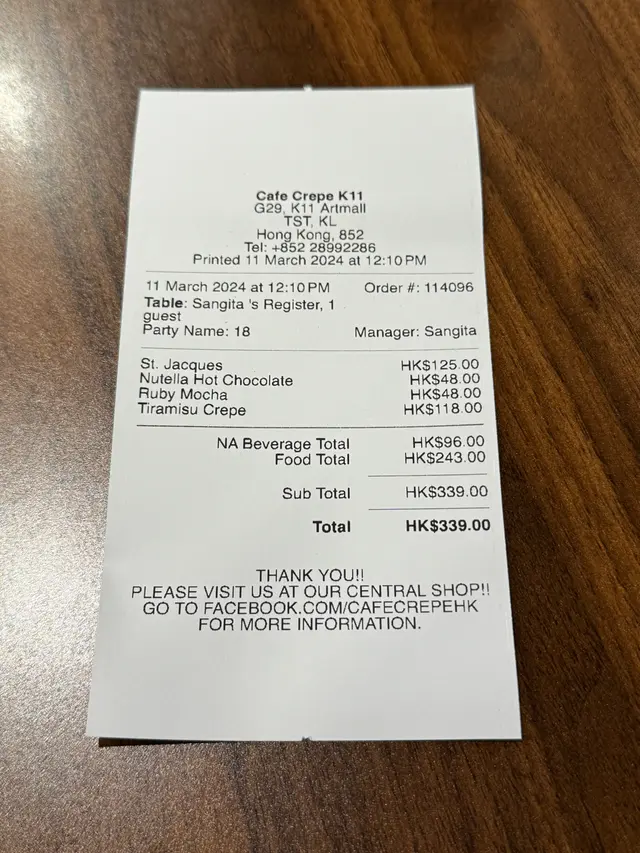 Cafe Crepe K11
G29, K11 Artmall
TST, KL
Hong Kong, 852
Tel: +852 28992286
Printed 11 March 2024 at 12:10 PM
11 March 2024 at 12:10 PM Order #: 114096
Table: Sangita 's Register, 1
guest
Party Name: 18 Manager: Sangita
St. Jacques HK$125.00
Nutella Hot Chocolate HK$48.00
Ruby Mocha HK$48.00
Tiramisu Crepe HK$118.00
NA Beverage Total HK$96.00
Food Total HK$243.00
Sub Total HK$339.00
Total HK$339.00
THANK YOU!!
PLEASE VISIT US AT OUR CENTRAL SHOP!!
GO TO FACEBOOK.COM/CAFECREPEHK
FOR MORE INFORMATION.